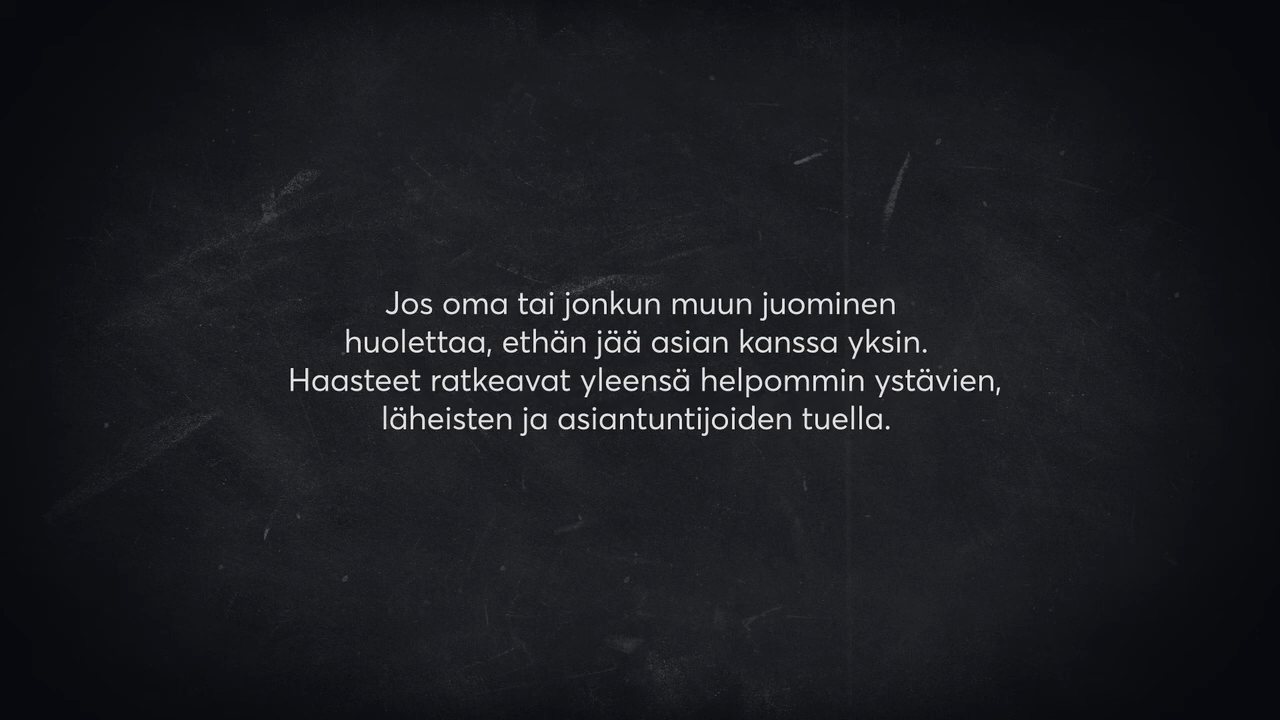 Jos oma tai jonkun muun juominen
huolettaa, ethän jää asian kanssa yksin.
Haasteet ratkeavat yleensä helpommin ystävien,
läheisten ja asiantuntijoiden tuella.